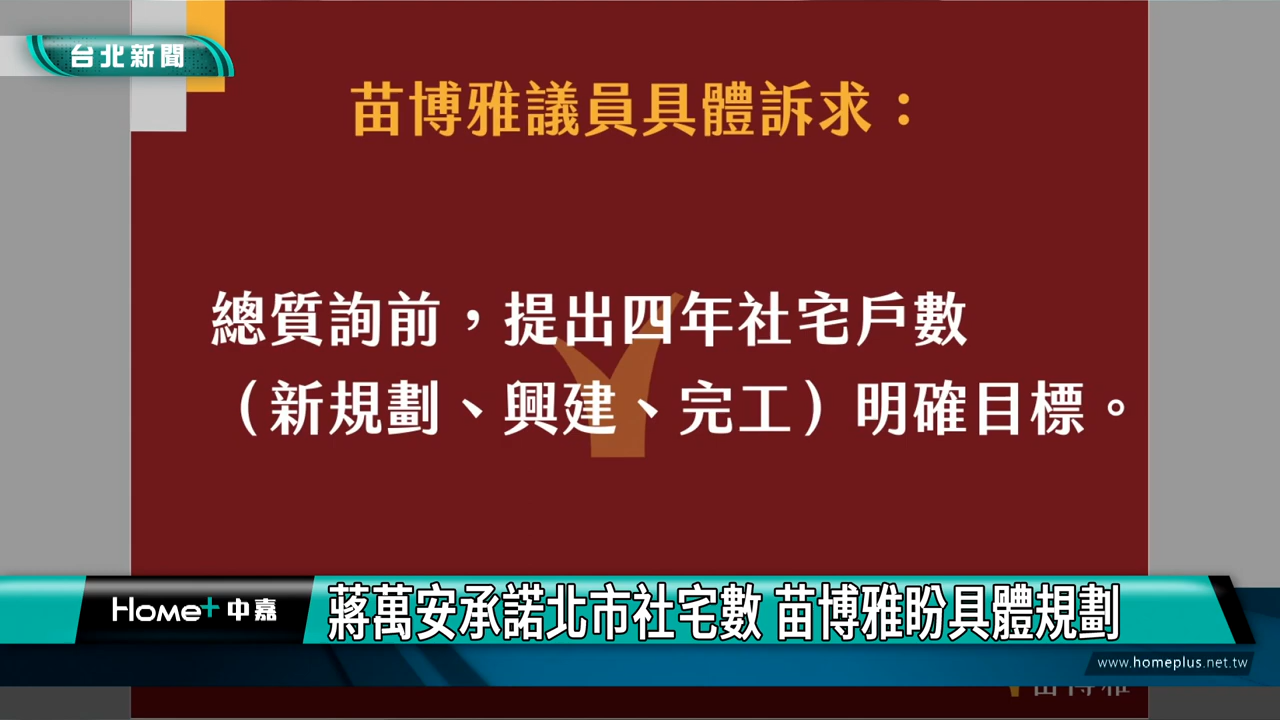 台北新聞
苗博雅議員具體訴求：
總質詢前，提出四年社宅戶數
（新規劃、興建、完工）明確目標。
Home+ 中嘉
蔣萬安承諾北市社宅數 苗博雅盼具體規劃
www.homeplus.net.tw
苗博雅